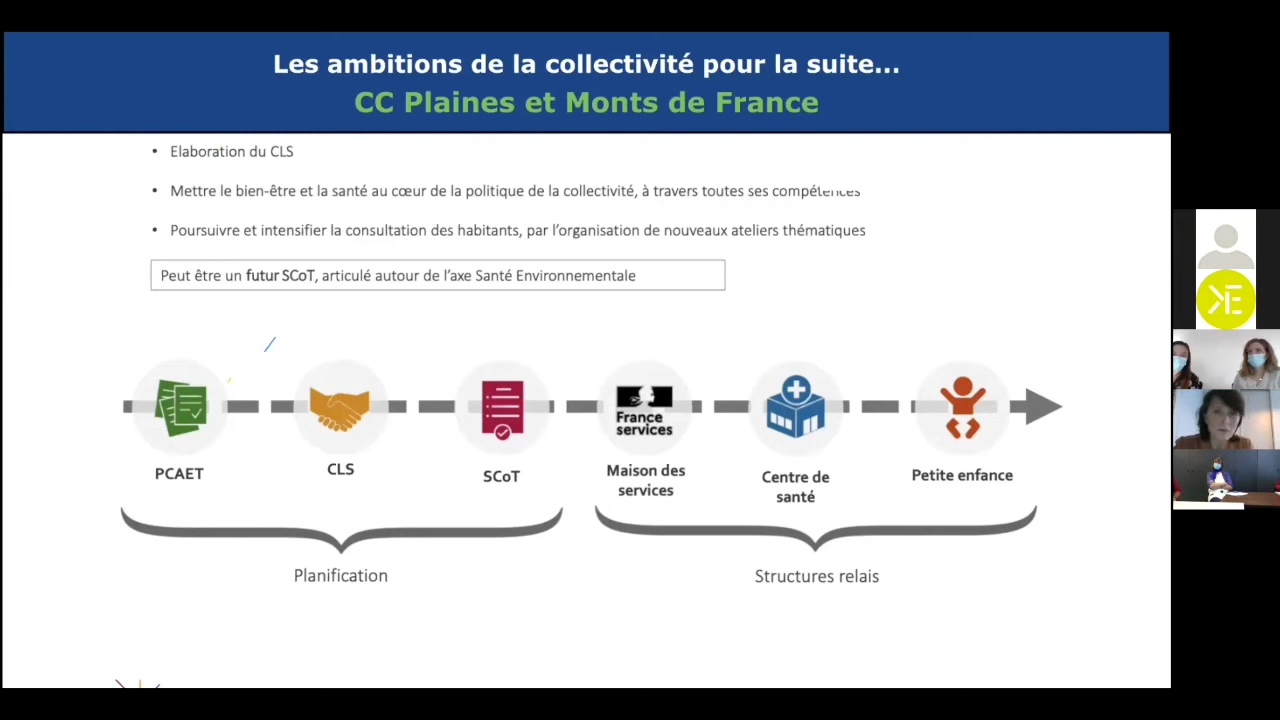 Les ambitions de la collectivité pour la suite...
CC Plaines et Monts de France
• Elaboration du CLS
• Mettre le bien-être et la santé au cœur de la politique de la collectivité, à travers toutes ses compétences
• Poursuivre et intensifier la consultation des habitants, par l’organisation de nouveaux ateliers thématiques
Peut être un futur SCoT, articulé autour de l’axe Santé Environnementale
France
services
PCAET
CLS
SCoT
Maison des
services
Centre de
santé
Petite enfance
Planification
Structures relais
KE